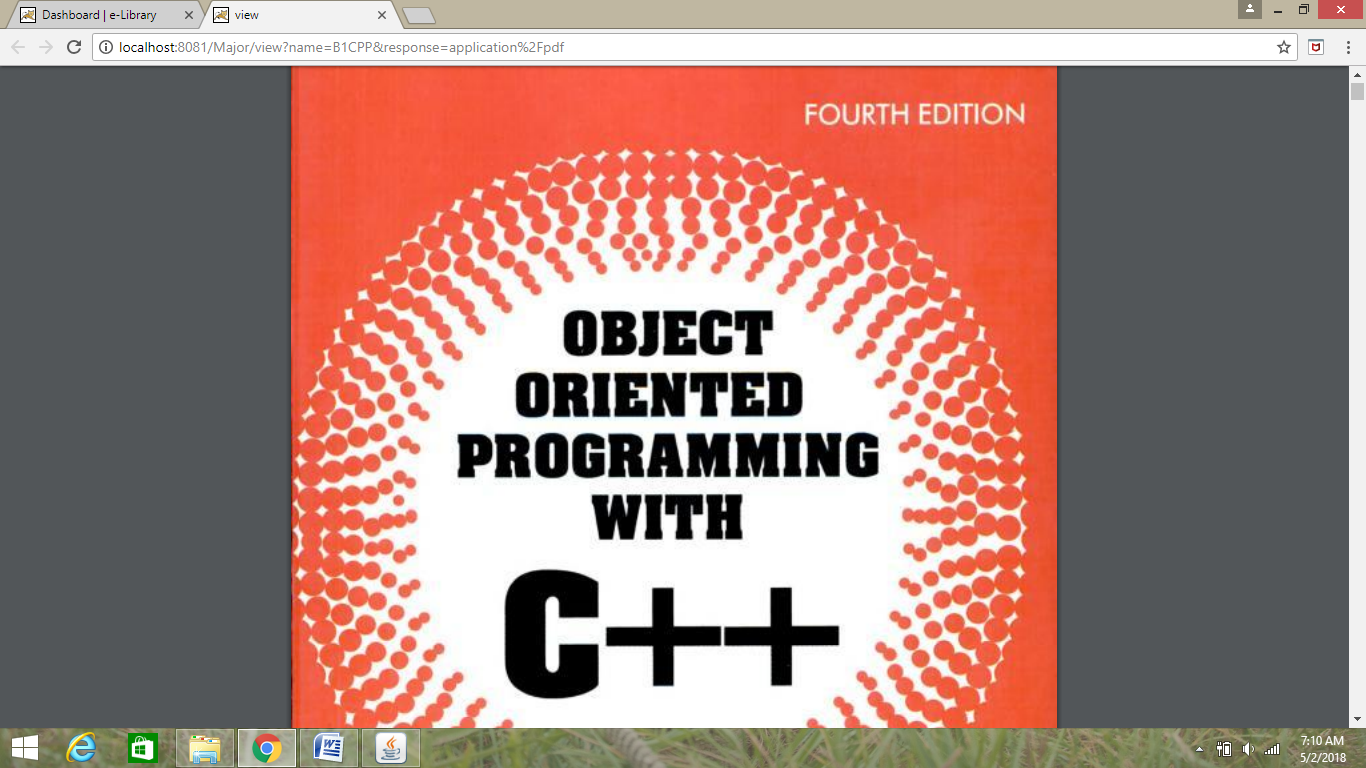 Dashboard | e-Library
view
localhost:8081/Major/view?name=B1CPP&response=application%2Fpdf
FOURTH EDITION
OBJECT
ORIENTED
PROGRAMMING
WITH
C++
7:10 AM
5/2/2018